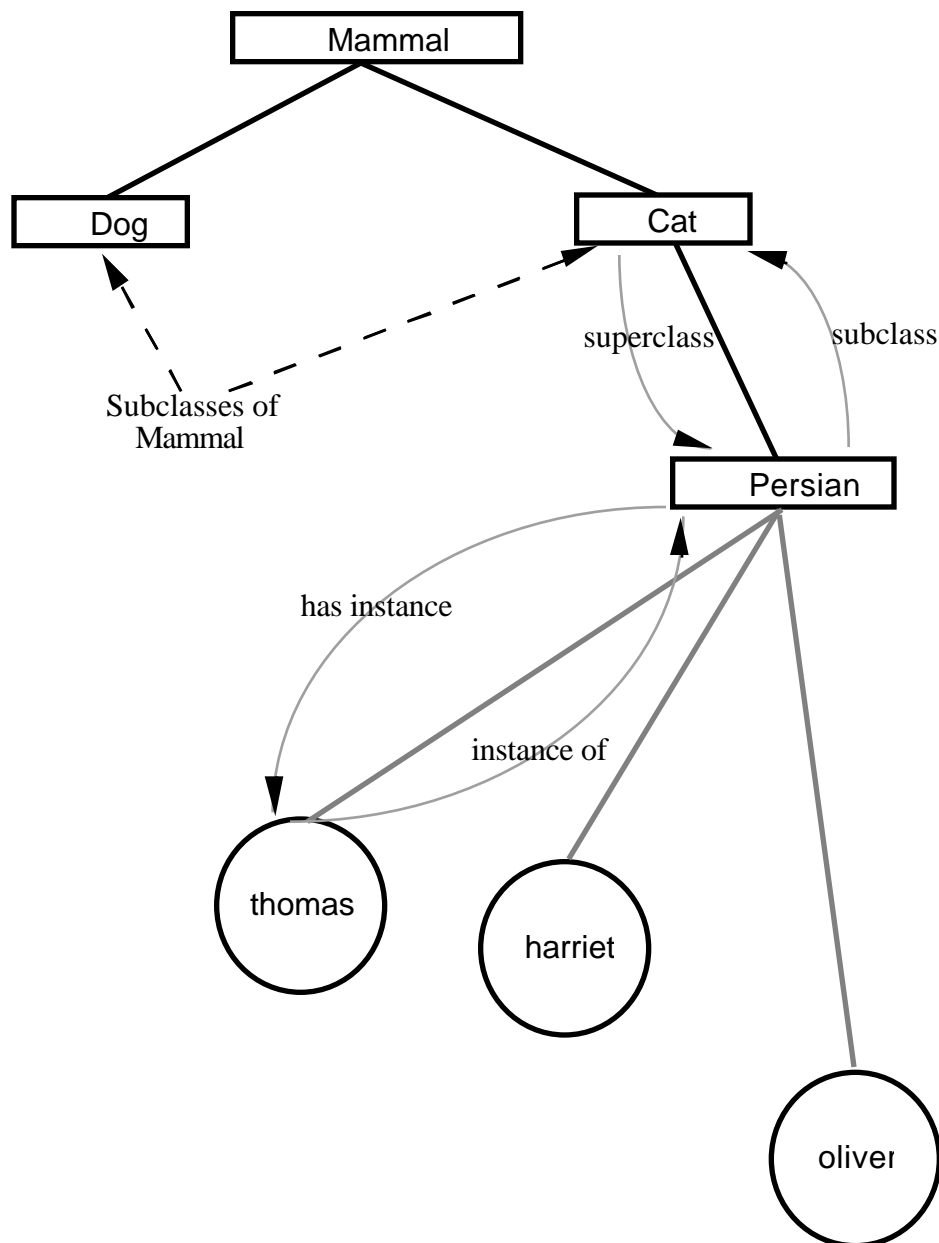 Mammal
Dog
Cat
superclass
subclass
Subclasses of
Mammal
Persian
has instance
instance of
thomas
harriet
oliver